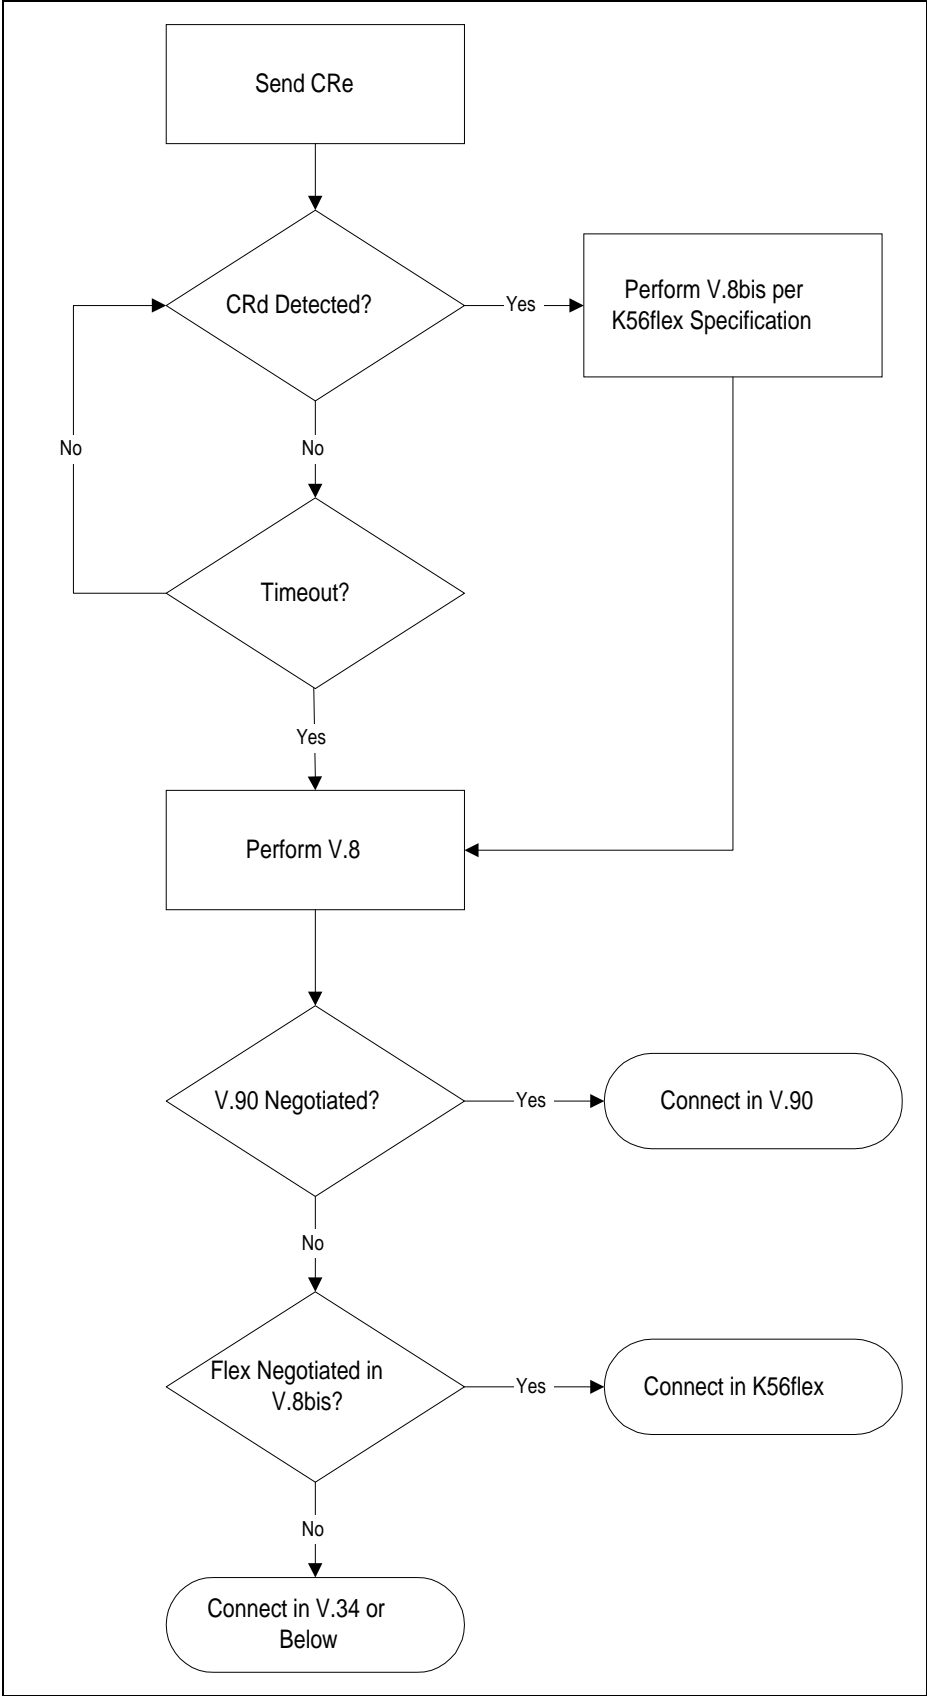 Send CRe
CRd Detected?
Yes
Perform V.8bis per
K56flex Specification
No
No
Timeout?
Yes
Perform V.8
V.90 Negotiated?
Yes
Connect in V.90
No
Flex Negotiated in
V.8bis?
Yes
Connect in K56flex
No
Connect in V.34 or
Below